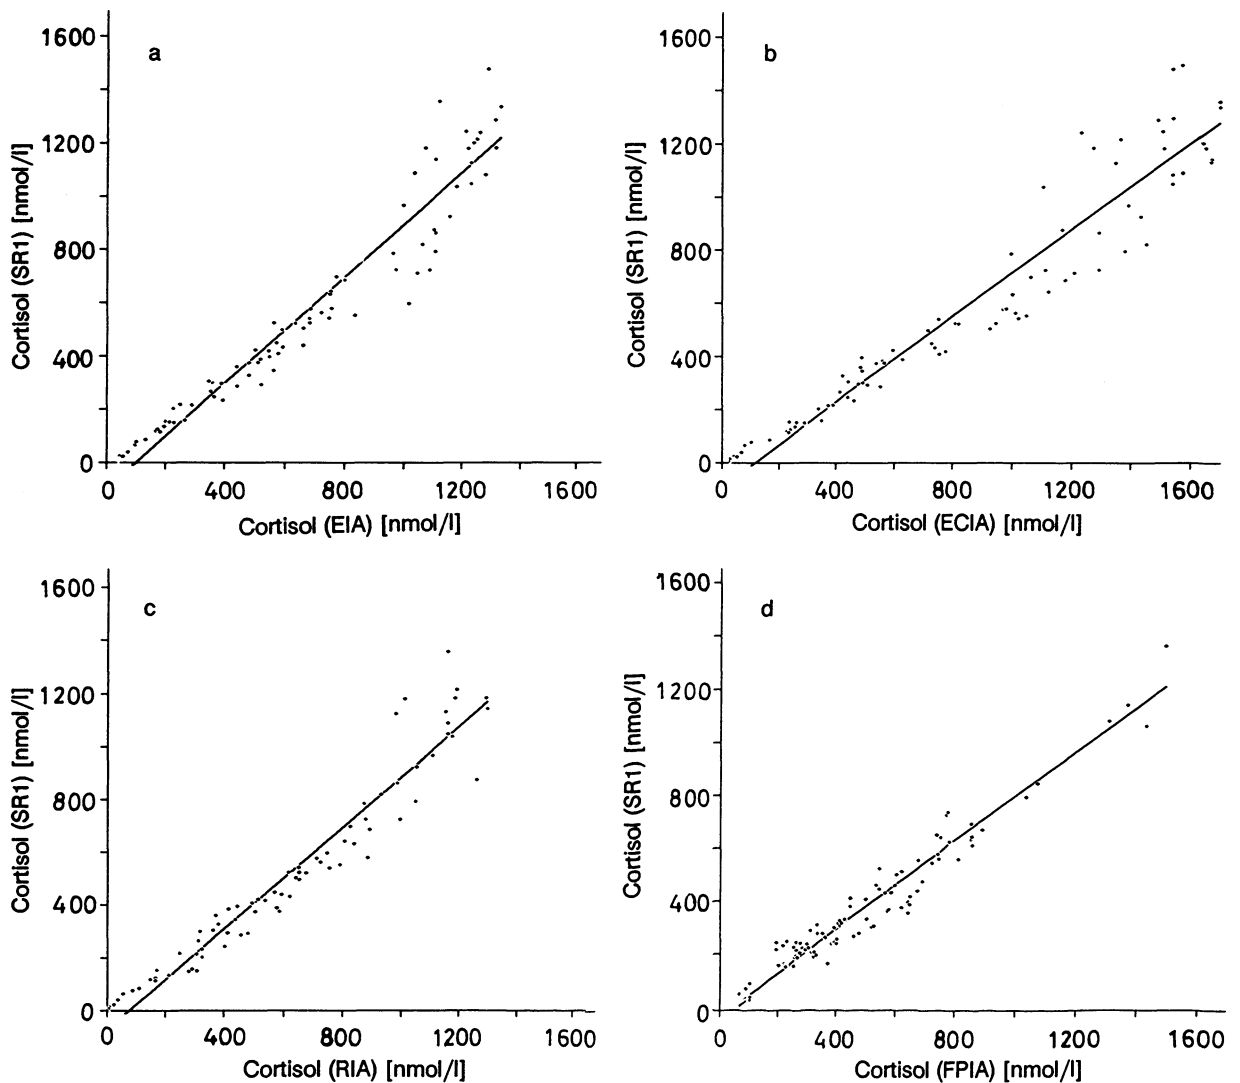 a
1600
1200
800
400
0
Cortisol (SR1) [nmol/l]
0 400 800 1200 1600
Cortisol (EIA) [nmol/l]
b
1600
1200
800
400
0
Cortisol (SR1) [nmol/l]
0 400 800 1200 1600
Cortisol (ECIA) [nmol/l]
c
1600
1200
800
400
0
Cortisol (SR1) [nmol/l]
0 400 800 1200 1600
Cortisol (RIA) [nmol/l]
d
1600
1200
800
400
0
Cortisol (SR1) [nmol/l]
0 400 800 1200 1600
Cortisol (FPIA) [nmol/l]